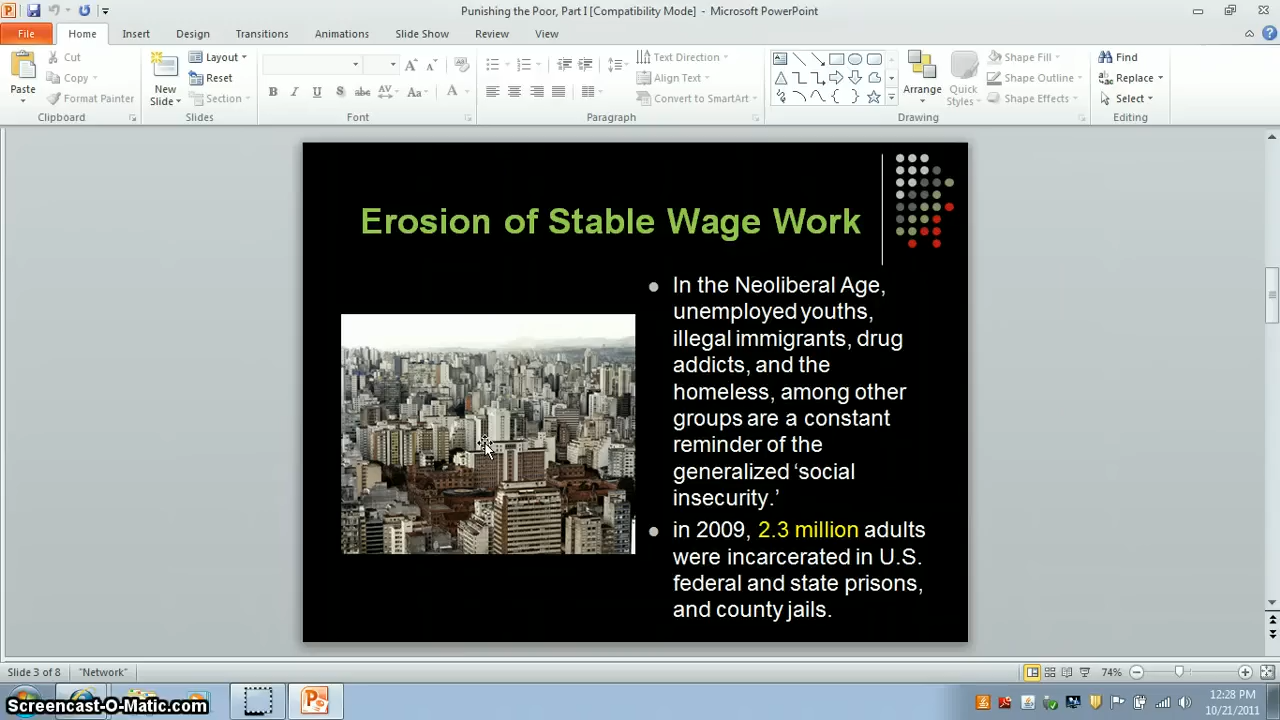 Punishing the Poor, Part I [Compatibility Mode] - Microsoft PowerPoint
File Home Insert Design Transitions Animations Slide Show Review View
Paste
Cut
Copy
Format Painter
Clipboard
New Slide
Layout
Reset
Section
Slides
B I U S abc AV Aa A
Font
Text Direction
Align Text
Convert to SmartArt
Paragraph
Arrange
Quick Styles
Shape Fill
Shape Outline
Shape Effects
Drawing
Find
Replace
Select
Editing
Erosion of Stable Wage Work
In the Neoliberal Age,
unemployed youths,
illegal immigrants, drug
addicts, and the
homeless, among other
groups are a constant
reminder of the
generalized ‘social
insecurity.’
in 2009, 2.3 million adults
were incarcerated in U.S.
federal and state prisons,
and county jails.
Slide 3 of 8 "Network" 74%
Screencast-O-Matic.com
12:28 PM
10/21/2011